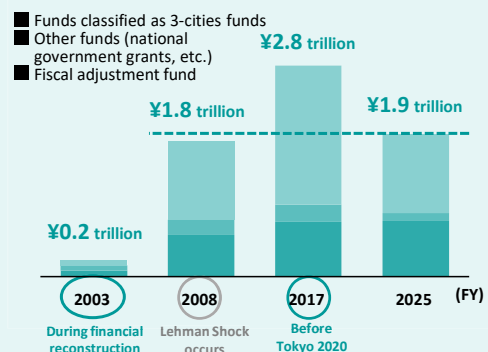 Funds classified as 3-cities funds
Other funds (national
government grants, etc.)
Fiscal adjustment fund
¥2.8 trillion
¥1.8 trillion
¥1.9 trillion
¥0.2 trillion
2003
2008
2017
2025
(FY)
During financial
reconstruction
Lehman Shock
occurs
Before
Tokyo 2020